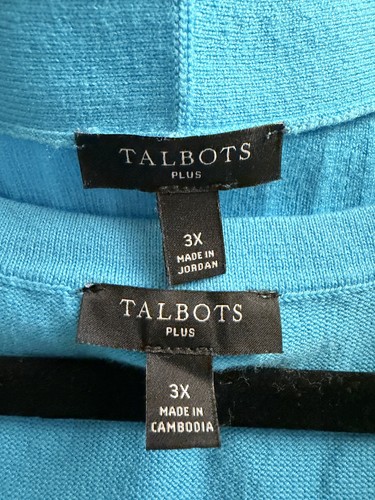 TALBOTS
PLUS
3X
MADE IN
JORDAN
TALBOTS
PLUS
3X
MADE IN
CAMBODIA